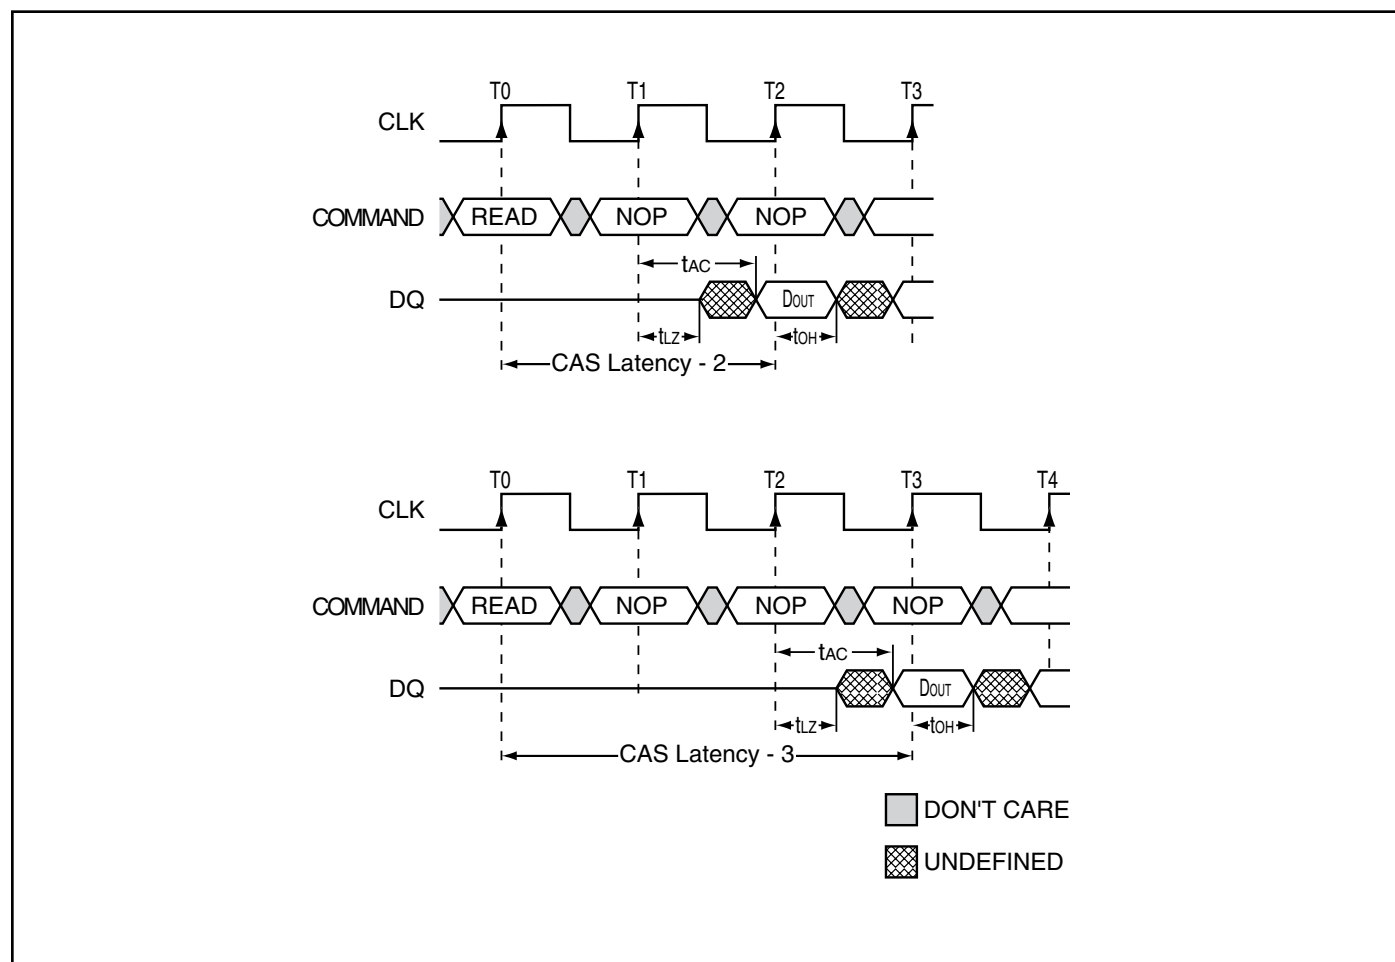 T0 T1 T2 T3
CLK
COMMAND READ NOP NOP
tAC
DQ DOUT
tLZ tOH
CAS Latency - 2
T0 T1 T2 T3 T4
CLK
COMMAND READ NOP NOP NOP
tAC
DQ DOUT
tLZ tOH
CAS Latency - 3
DON'T CARE
UNDEFINED